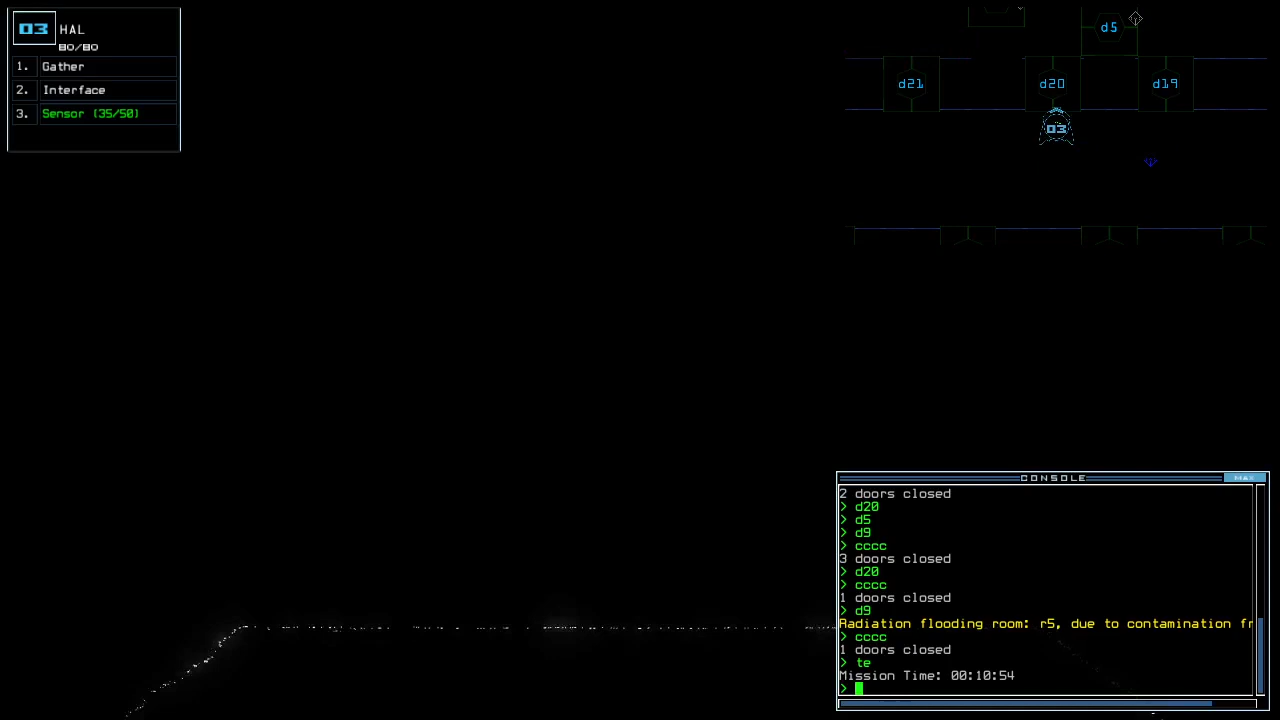 03 HAL
80/80
1. Gather
2. Interface
3. Sensor (35/50)
d5
d21
d20
d19
03
CONSOLE
MAX
2 doors closed
> d20
> d5
> d9
> cccc
3 doors closed
> d20
> cccc
1 doors closed
> d9
Radiation flooding room: r5, due to contamination fr
> cccc
1 doors closed
> te
Mission Time: 00:10:54
>